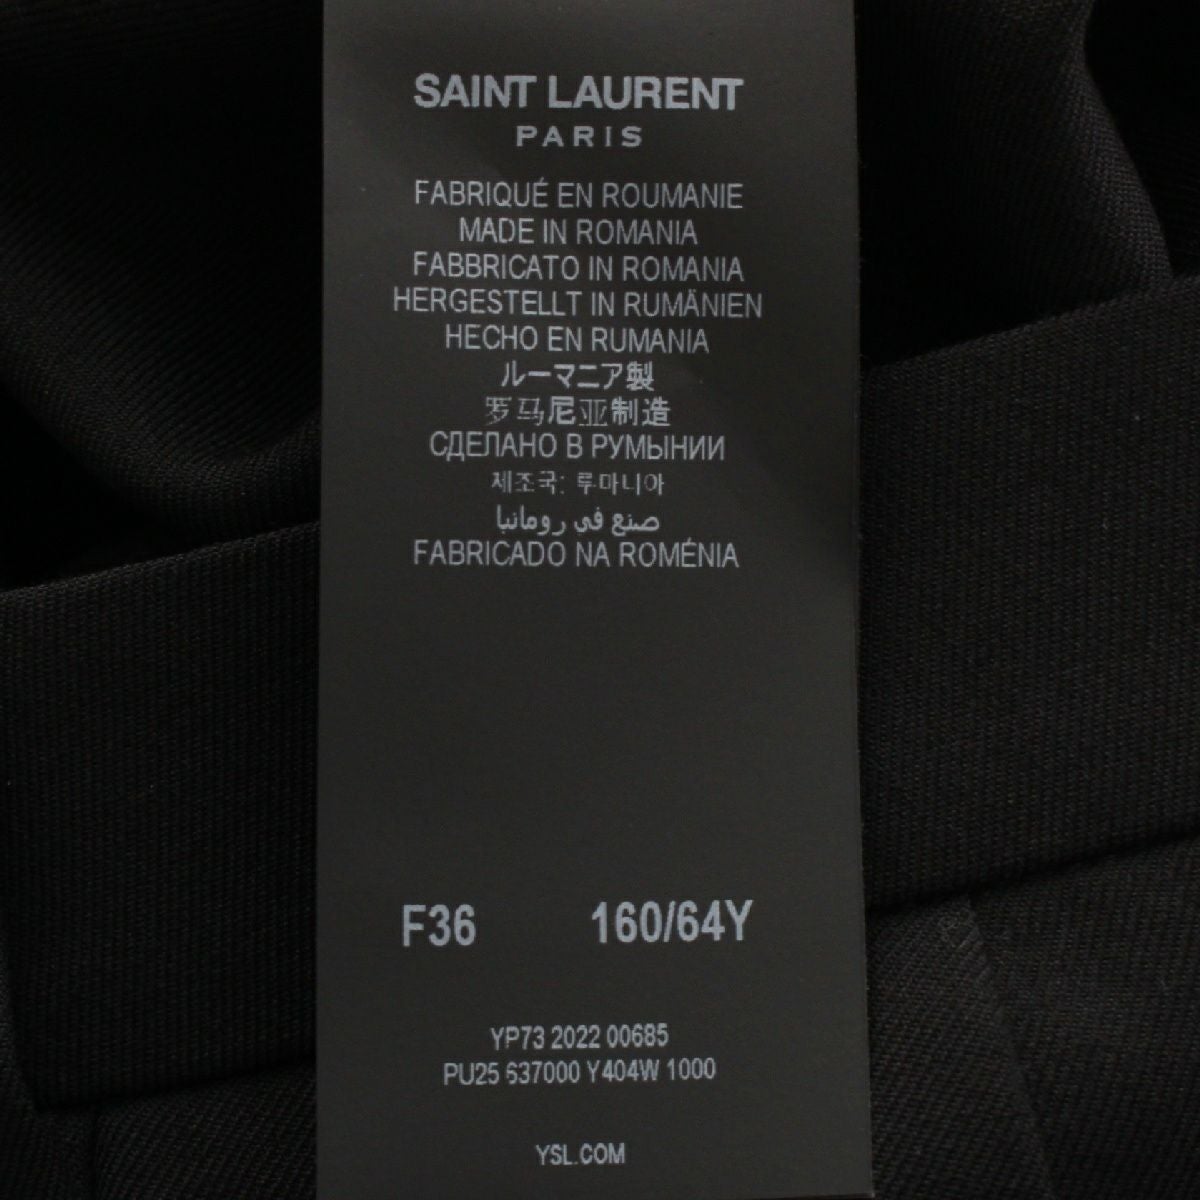 SAINT LAURENT
PARIS
FABRIQUÉ EN ROUMANIE
MADE IN ROMANIA
FABBRICATO IN ROMANIA
HERGESTELLT IN RUMÄNIEN
HECHO EN RUMANIA
ルーマニア製
罗马尼亚制造
СДЕЛАНО В РУМЫНИИ
제조국: 루마니아
صنع في رومانيا
FABRICADO NA ROMÉNIA
F36 160/64Y
YP73 2022 00685
PU25 637000 Y404W 1000
YSL.COM